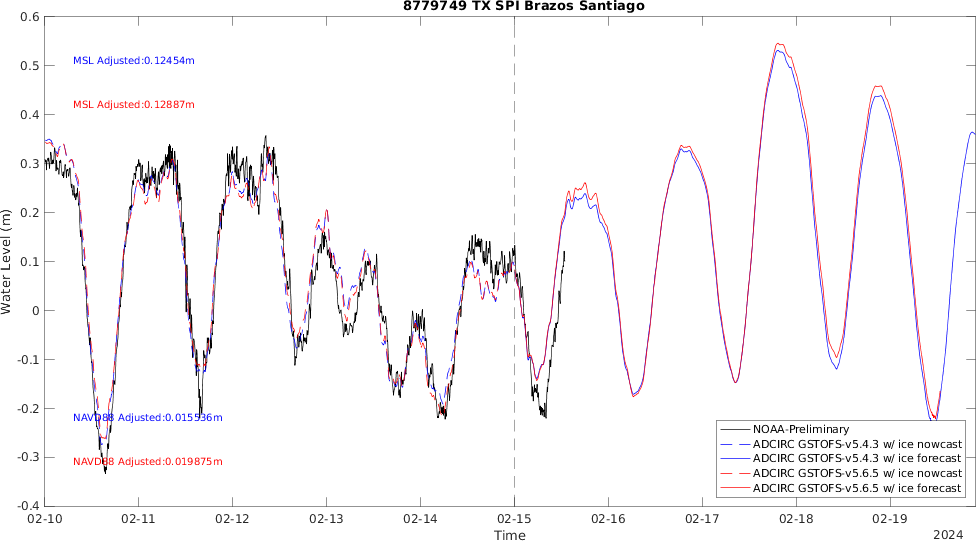 8779749 TX SPI Brazos Santiago
0.6
0.5
0.4
0.3
0.2
0.1
0
-0.1
-0.2
-0.3
-0.4
Water Level (m)
MSL Adjusted:0.12454m
MSL Adjusted:0.12887m
NAVD88 Adjusted:0.015536m
NAVD88 Adjusted:0.019875m
NOAA-Preliminary
ADCIRC GSTOFS-v5.4.3 w/ ice nowcast
ADCIRC GSTOFS-v5.4.3 w/ ice forecast
ADCIRC GSTOFS-v5.6.5 w/ ice nowcast
ADCIRC GSTOFS-v5.6.5 w/ ice forecast
02-10 02-11 02-12 02-13 02-14 02-15 02-16 02-17 02-18 02-19
Time
2024